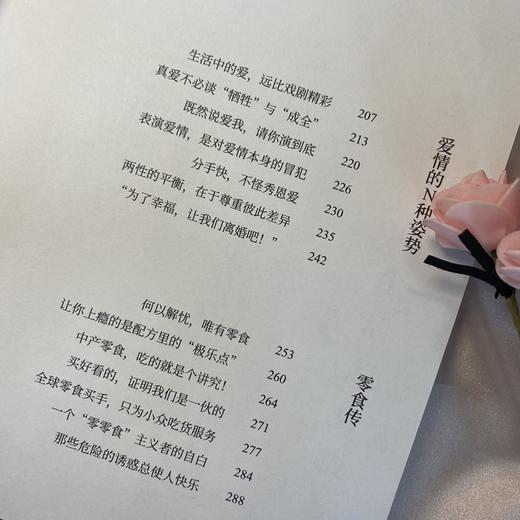 爱情的N种姿势
生活中的爱，远比戏剧精彩 207
真爱不必谈“牺牲”与“成全” 213
既然说爱我，请你演到底 220
表演爱情，是对爱情本身的冒犯 226
分手快，不怪秀恩爱 230
两性的平衡，在于尊重彼此差异 235
“为了幸福，让我们离婚吧！” 242
零食传
何以解忧，唯有零食 253
让你上瘾的是配方里的“极乐点” 260
中产零食，吃的就是个讲究！ 264
买好看的，证明我们是一伙的 271
全球零食买手，只为小众吃货服务 277
一个“零零食”主义者的自白 284
那些危险的诱惑总使人快乐 288